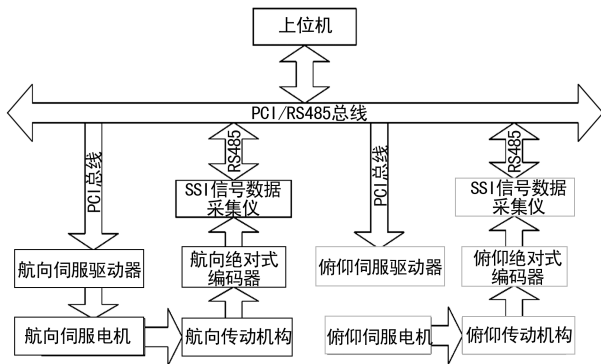 上位机
PCI/RS485总线
PCI总线
RS485
PCI总线
RS485
SSI信号数据
采集仪
SSI信号数据
采集仪
航向伺服驱动器
航向绝对式
编码器
俯仰伺服驱动器
俯仰绝对式
编码器
航向伺服电机
航向传动机构
俯仰伺服电机
俯仰传动机构